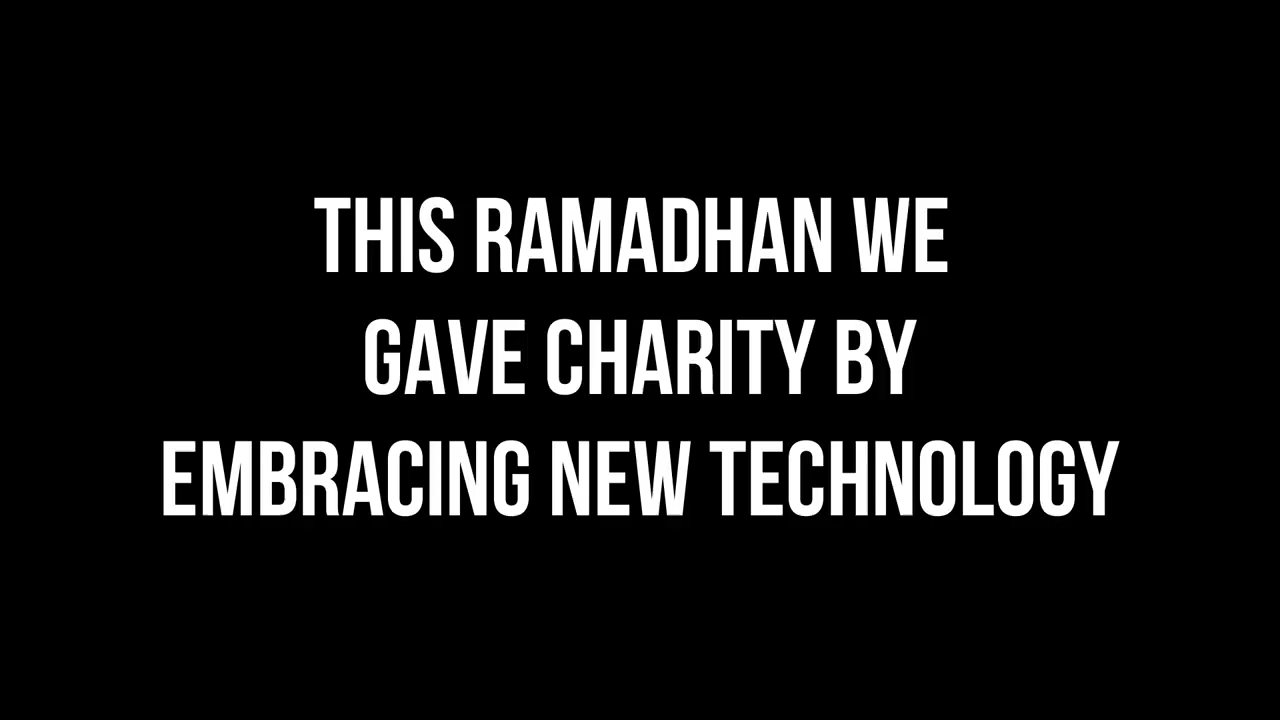 THIS RAMADHAN WE
GAVE CHARITY BY
EMBRACING NEW TECHNOLOGY